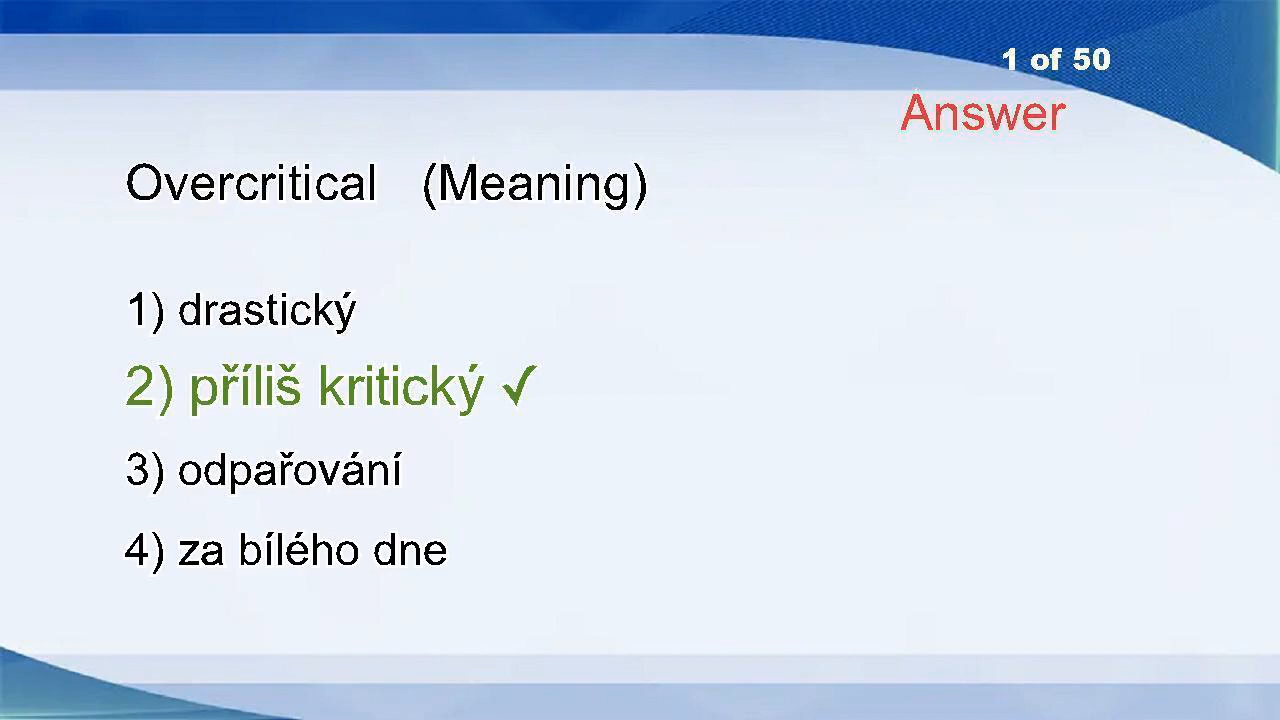 1 of 50
Answer
Overcritical (Meaning)
1) drastický
2) příliš kritický ✓
3) odpařování
4) za bílého dne